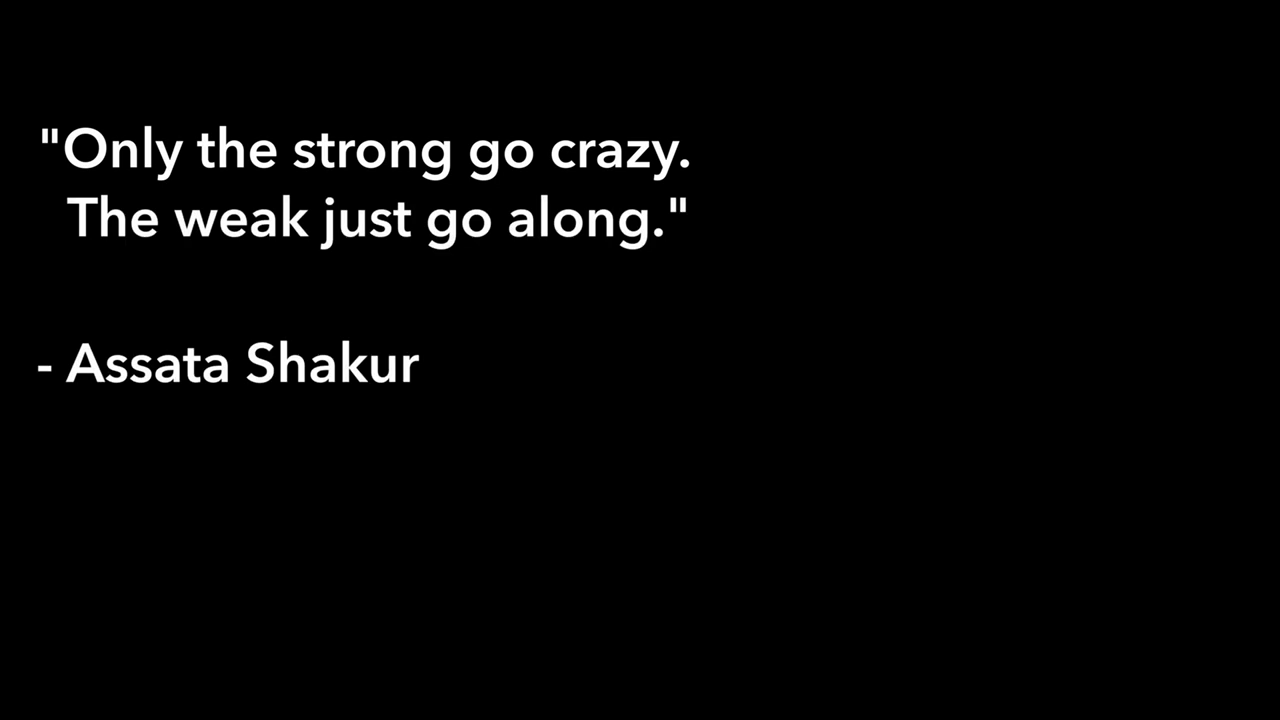 "Only the strong go crazy.
The weak just go along."
- Assata Shakur